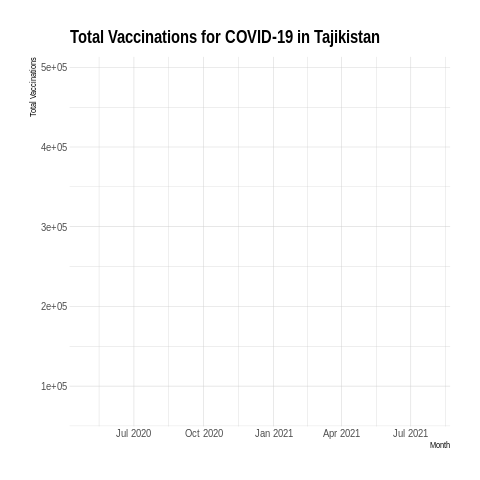 Total Vaccinations for COVID-19 in Tajikistan
Total Vaccinations
5e+05
4e+05
3e+05
2e+05
1e+05
Jul 2020 Oct 2020 Jan 2021 Apr 2021 Jul 2021
Month